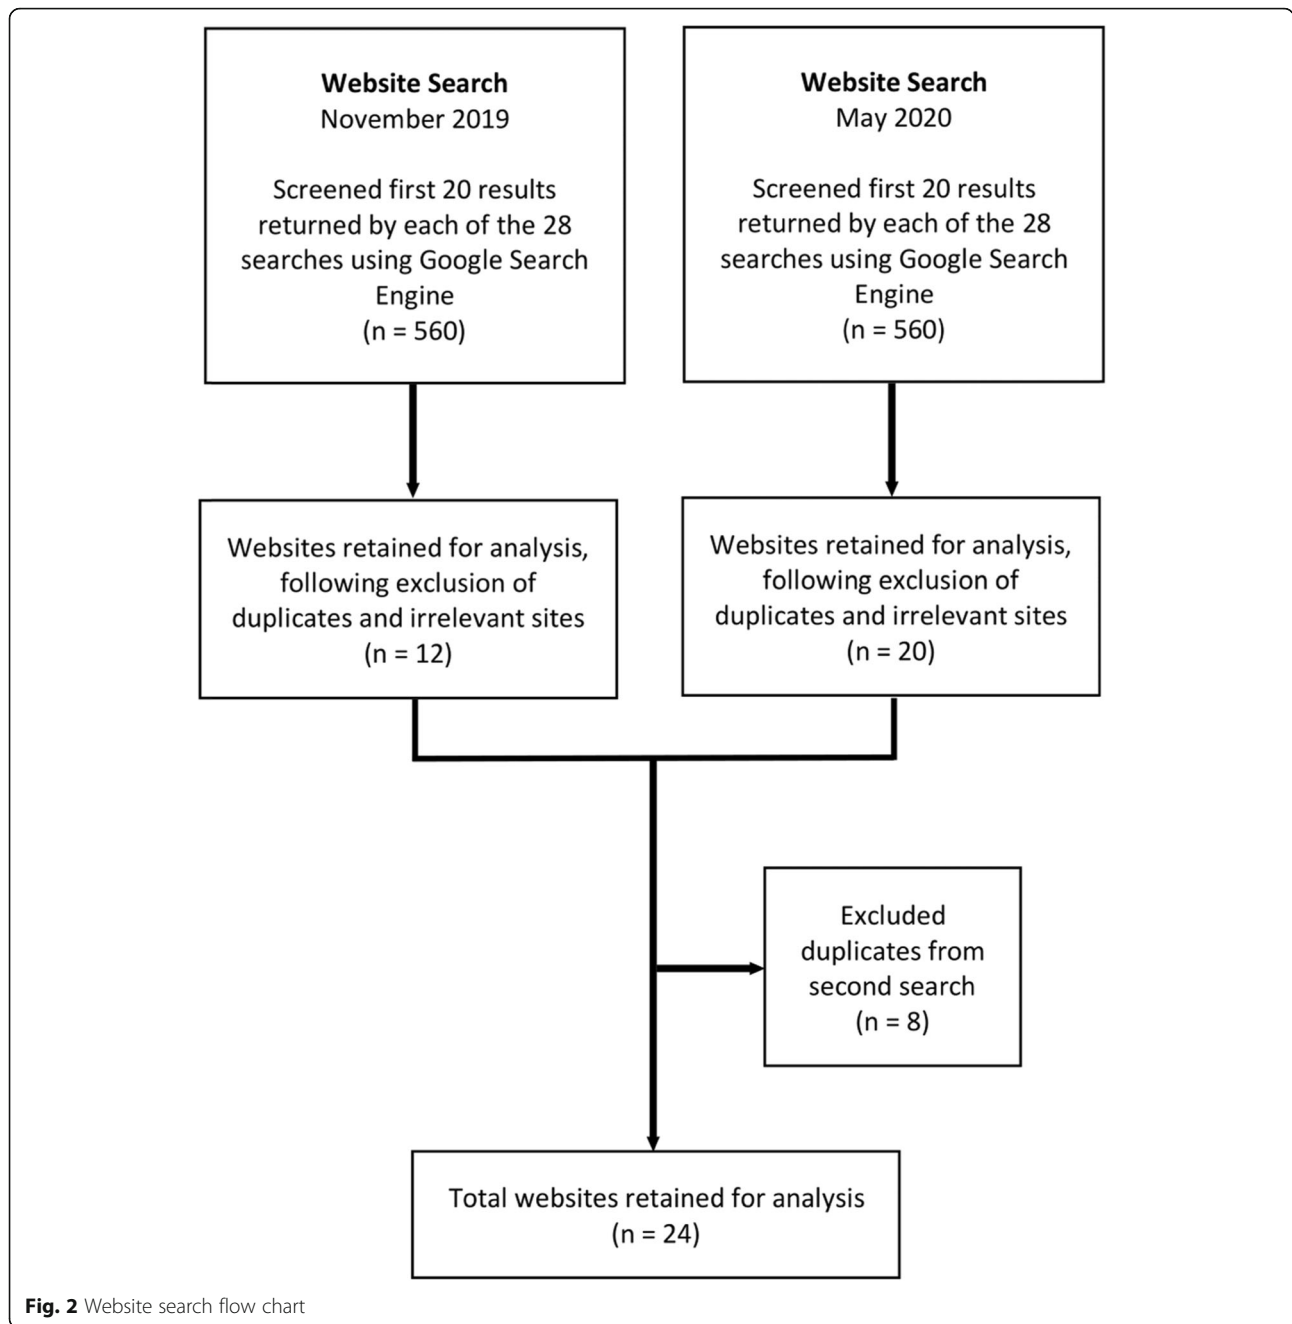 Website Search
November 2019
Screened first 20 results
returned by each of the 28
searches using Google Search
Engine
(n = 560)
Website Search
May 2020
Screened first 20 results
returned by each of the 28
searches using Google Search
Engine
(n = 560)
Websites retained for analysis,
following exclusion of
duplicates and irrelevant sites
(n = 12)
Websites retained for analysis,
following exclusion of
duplicates and irrelevant sites
(n = 20)
Excluded
duplicates from
second search
(n = 8)
Total websites retained for analysis
(n = 24)
Fig. 2 Website search flow chart